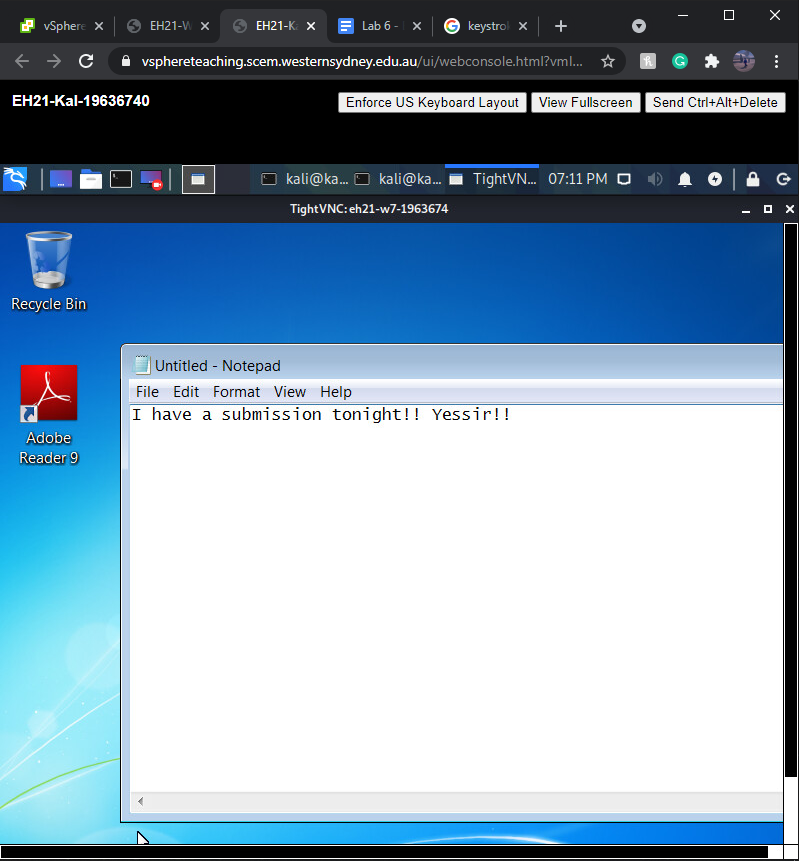 vSphere
EH21-W
EH21-Ka
Lab 6 -
keystrok
vsphereteaching.scem.westernsydney.edu.au/ui/webconsole.html?vml...
EH21-Kal-19636740
Enforce US Keyboard Layout
View Fullscreen
Send Ctrl+Alt+Delete
kali@ka...
kali@ka...
TightVN...
07:11 PM
TightVNC: eh21-w7-1963674
Recycle Bin
Untitled - Notepad
File Edit Format View Help
I have a submission tonight!! Yessir!!
Adobe
Reader 9